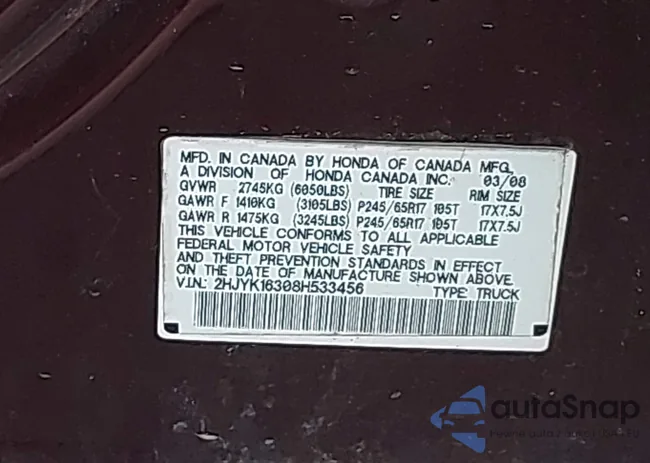 MFD. IN CANADA BY HONDA OF CANADA MFG.
A DIVISION OF HONDA CANADA INC. 03/08
GVWR 2745KG (6050LBS) TIRE SIZE RIM SIZE
GAWR F 1410KG (3105LBS) P245/65R17 105T 17X7.5J
GAWR R 1475KG (3245LBS) P245/65R17 105T 17X7.5J
THIS VEHICLE CONFORMS TO ALL APPLICABLE
FEDERAL MOTOR VEHICLE SAFETY
AND THEFT PREVENTION STANDARDS IN EFFECT
ON THE DATE OF MANUFACTURE SHOWN ABOVE.
V.I.N.: 2HJYK16308H533456 TYPE: TRUCK
autoSnap